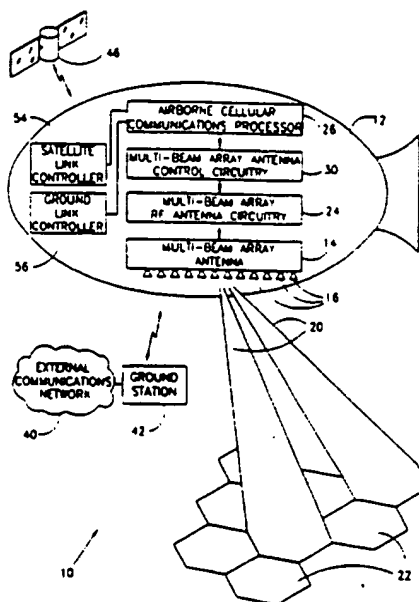 46
54
AIRBORNE CELLULAR
COMMUNICATIONS PROCESSOR
26
12
SATELLITE
LINK CONTROLLER
MULTI-BEAM ARRAY ANTENNA
CONTROL CIRCUITRY
30
GROUND
LINK CONTROLLER
MULTI-BEAM ARRAY
RF ANTENNA CIRCUITRY
24
MULTI-BEAM ARRAY
ANTENNA
14
56
16
20
EXTERNAL
COMMUNICATIONS
NETWORK
GROUND
STATION
40
42
10
22